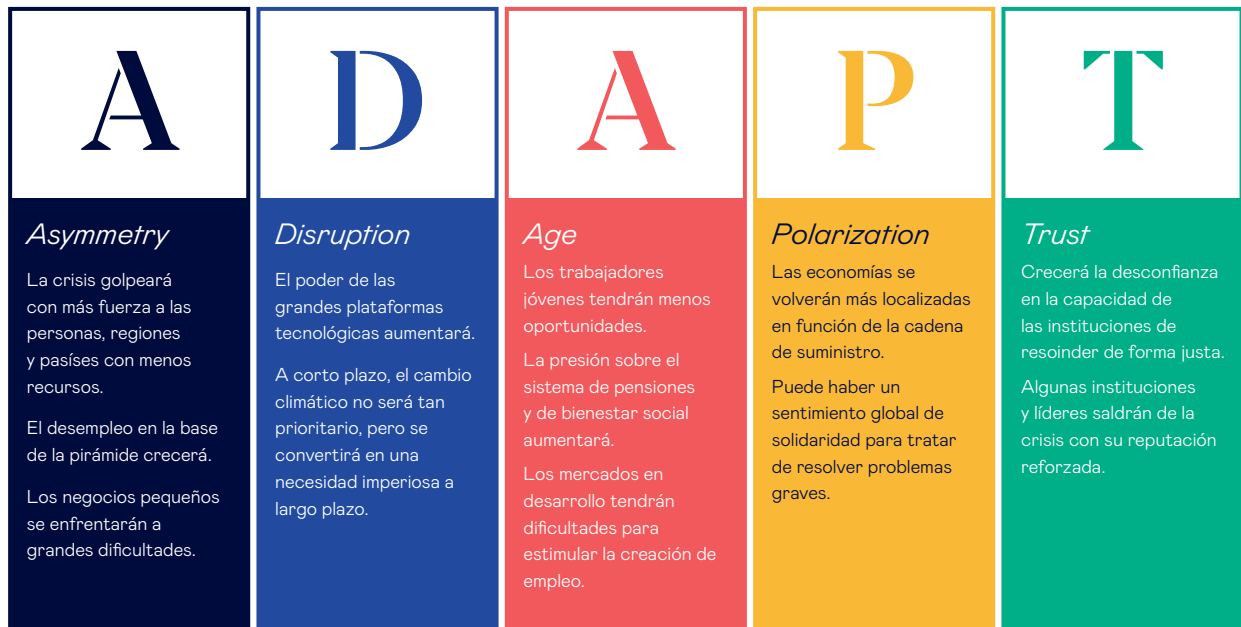 A
Asymmetry
La crisis golpeará
con más fuerza a las
personas, regiones
y pasíses con menos
recursos.
El desempleo en la base
de la pirámide crecerá.
Los negocios pequeños
se enfrentarán a
grandes dificultades.
D
Disruption
El poder de las
grandes plataformas
tecnológicas aumentará.
A corto plazo, el cambio
climático no será tan
prioritario, pero se
convertirá en una
necesidad imperiosa a
largo plazo.
A
Age
Los trabajadores
jóvenes tendrán menos
oportunidades.
La presión sobre el
sistema de pensiones
y de bienestar social
aumentará.
Los mercados en
desarrollo tendrán
dificultades para
estimular la creación de
empleo.
P
Polarization
Las economías se
volverán más localizadas
en función de la cadena
de suministro.
Puede haber un
sentimiento global de
solidaridad para tratar
de resolver problemas
graves.
T
Trust
Crecerá la desconfianza
en la capacidad de
las instituciones de
resoinder de forma justa.
Algunas instituciones
y líderes saldrán de la
crisis con su reputación
reforzada.